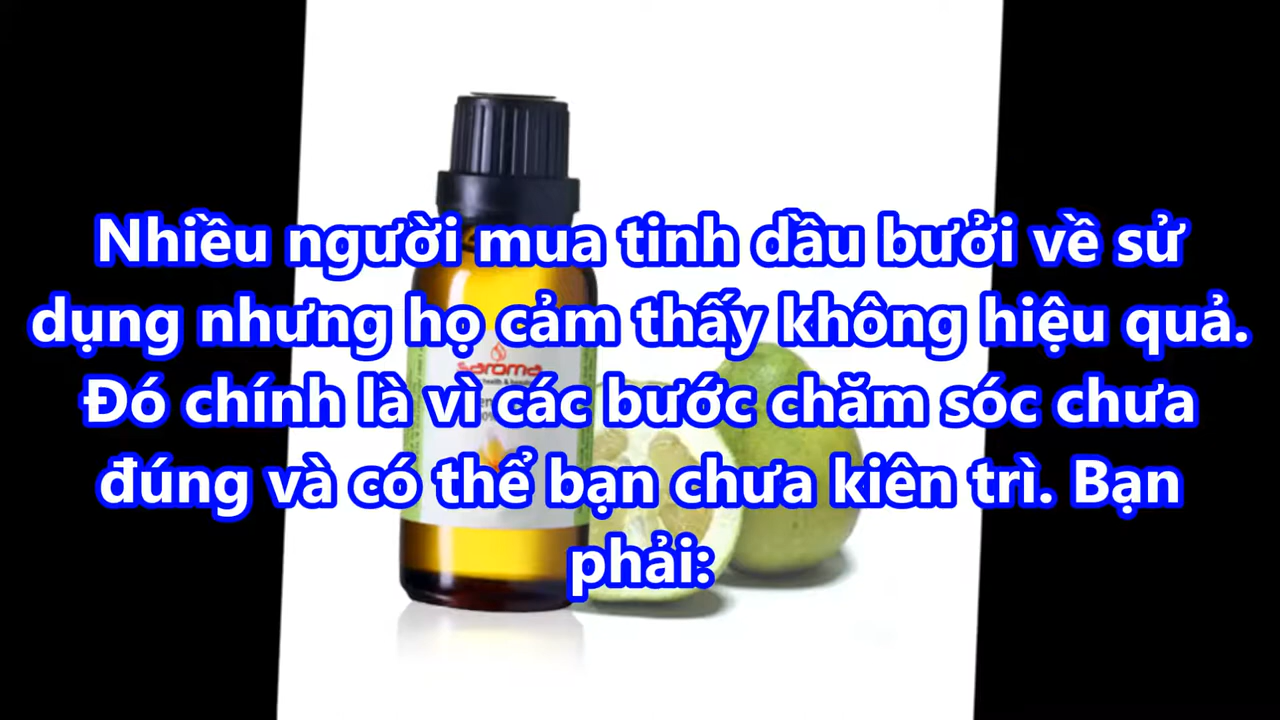 Nhiều người mua tinh dầu bưởi về sử
dụng nhưng họ cảm thấy không hiệu quả.
Đó chính là vì các bước chăm sóc chưa
đúng và có thể bạn chưa kiên trì. Bạn
phải:
saroma